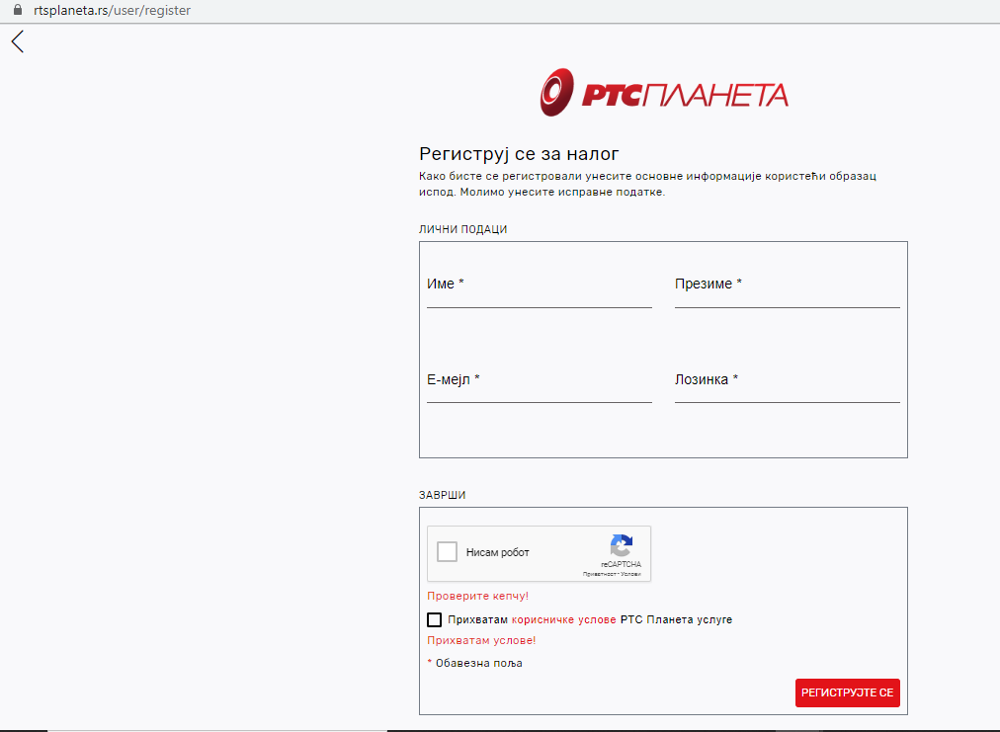 rtsplaneta.rs/user/register
РТСПЛАНЕТА
Региструј се за налог
Како бисте се регистровали унесите основне информације користећи образац
испод. Молимо унесите исправне податке.
ЛИЧНИ ПОДАЦИ
Име * Презиме *
Е-мејл * Лозинка *
ЗАВРШИ
Нисам робот
reCAPTCHA
Приватност • Услови
Проверите кепчу!
Прихватам корисничке услове РТС Планета услуге
Прихватам услове!
* Обавезна поља
РЕГИСТРУЈТЕ СЕ